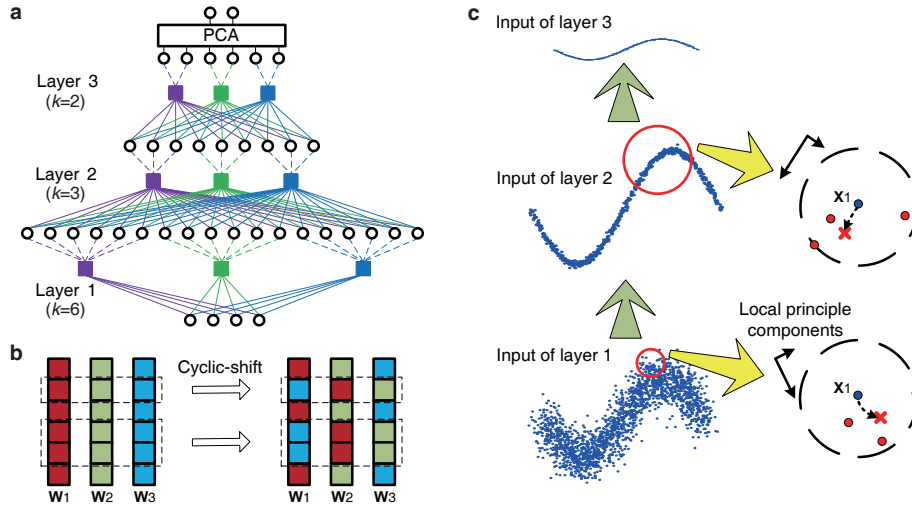 a
PCA
Layer 3
(k=2)
Layer 2
(k=3)
Layer 1
(k=6)
b
Cyclic-shift
W1 W2 W3
W1 W2 W3
c
Input of layer 3
Input of layer 2
X1
Local principle
components
Input of layer 1
X1